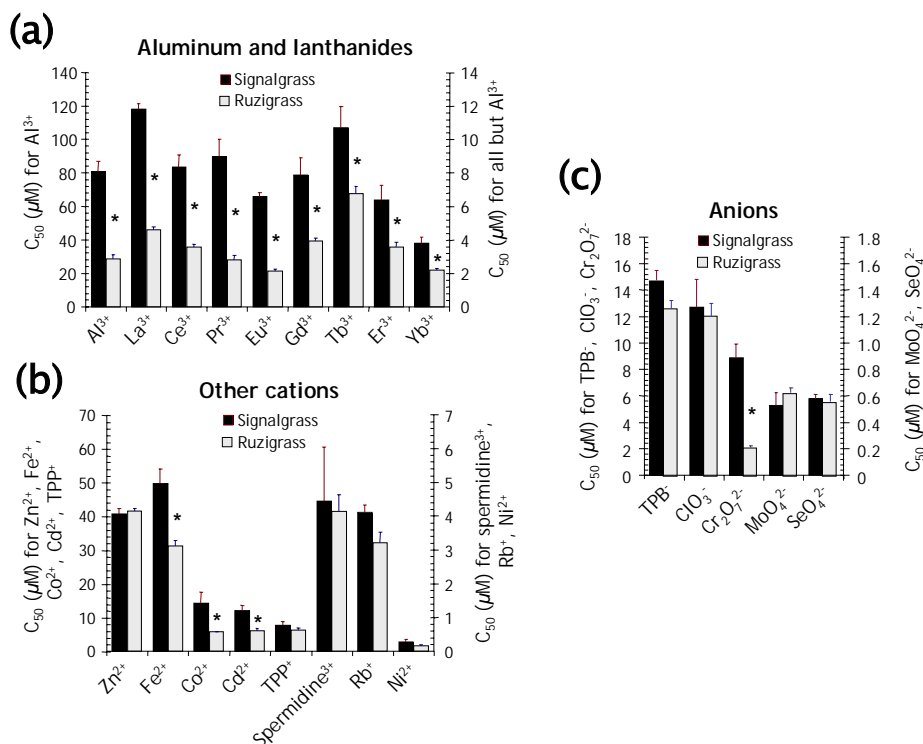 (a)
Aluminum and lanthanides
Signalgrass
Ruzigrass
C50 (µM) for Al³⁺
140
120
100
80
60
40
20
0
C50 (µM) for all but Al³⁺
14
12
10
8
6
4
2
0
* * * * * * * * *
Al³⁺ La³⁺ Ce³⁺ Pr³⁺ Eu³⁺ Gd³⁺ Tb³⁺ Er³⁺ Yb³⁺
(b)
Other cations
Signalgrass
Ruzigrass
C50 (µM) for Zn²⁺, Fe²⁺,
Co²⁺, Cd²⁺, TPP⁺
70
60
50
40
30
20
10
0
C50 (µM) for spermidine³⁺,
Rb⁺, Ni²⁺
7
6
5
4
3
2
1
0
* * *
Zn²⁺ Fe²⁺ Co²⁺ Cd²⁺ TPP⁺ Spermidine³⁺ Rb⁺ Ni²⁺
(c)
Anions
Signalgrass
Ruzigrass
C50 (µM) for TPB⁻, ClO₃⁻, Cr₂O₇²⁻
18
16
14
12
10
8
6
4
2
0
C50 (µM) for MoO₄²⁻, SeO₄²⁻
1.8
1.6
1.4
1.2
1.0
0.8
0.6
0.4
0.2
0
*
TPB⁻ ClO₃⁻ Cr₂O₇²⁻ MoO₄²⁻ SeO₄²⁻